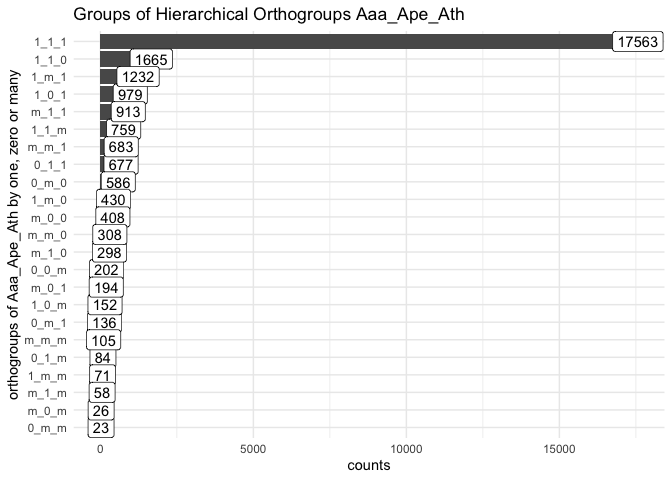 Groups of Hierarchical Orthogroups Aaa_Ape_Ath
orthogroups of Aaa_Ape_Ath by one, zero or many
1_1_1 17563
1_1_0 1665
1_m_1 1232
1_0_1 979
m_1_1 913
1_1_m 759
m_m_1 683
0_1_1 677
0_m_0 586
1_m_0 430
m_0_0 408
m_m_0 308
m_1_0 298
0_0_m 202
m_0_1 194
1_0_m 152
0_m_1 136
m_m_m 105
0_1_m 84
1_m_m 71
m_1_m 58
m_0_m 26
0_m_m 23
0 5000 10000 15000
counts